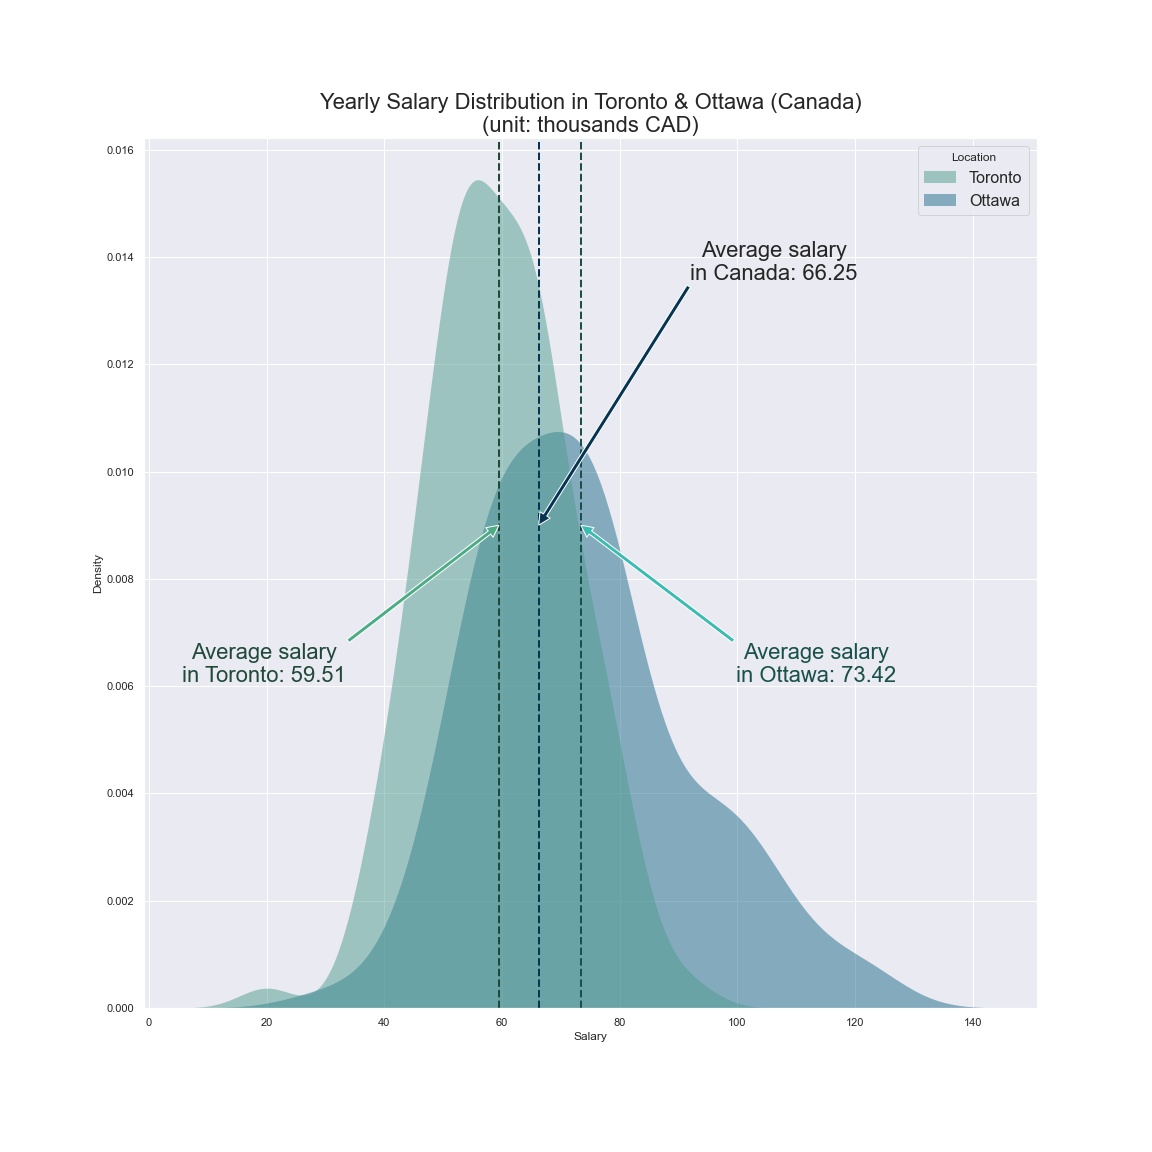 Yearly Salary Distribution in Toronto & Ottawa (Canada)
(unit: thousands CAD)
Location
Toronto
Ottawa
Average salary
in Canada: 66.25
Average salary
in Toronto: 59.51
Average salary
in Ottawa: 73.42
Density
0.016
0.014
0.012
0.010
0.008
0.006
0.004
0.002
0.000
0 20 40 60 80 100 120 140
Salary